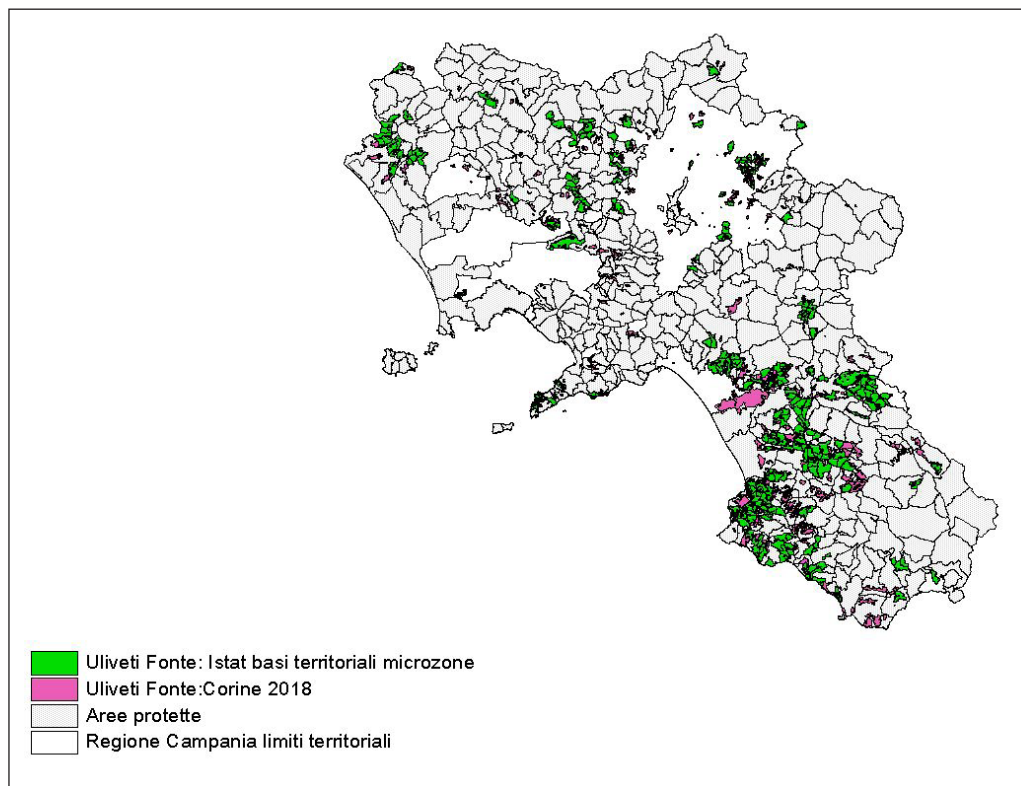 Uliveti Fonte: Istat basi territoriali microzone
Uliveti Fonte:Corine 2018
Aree protette
Regione Campania limiti territoriali